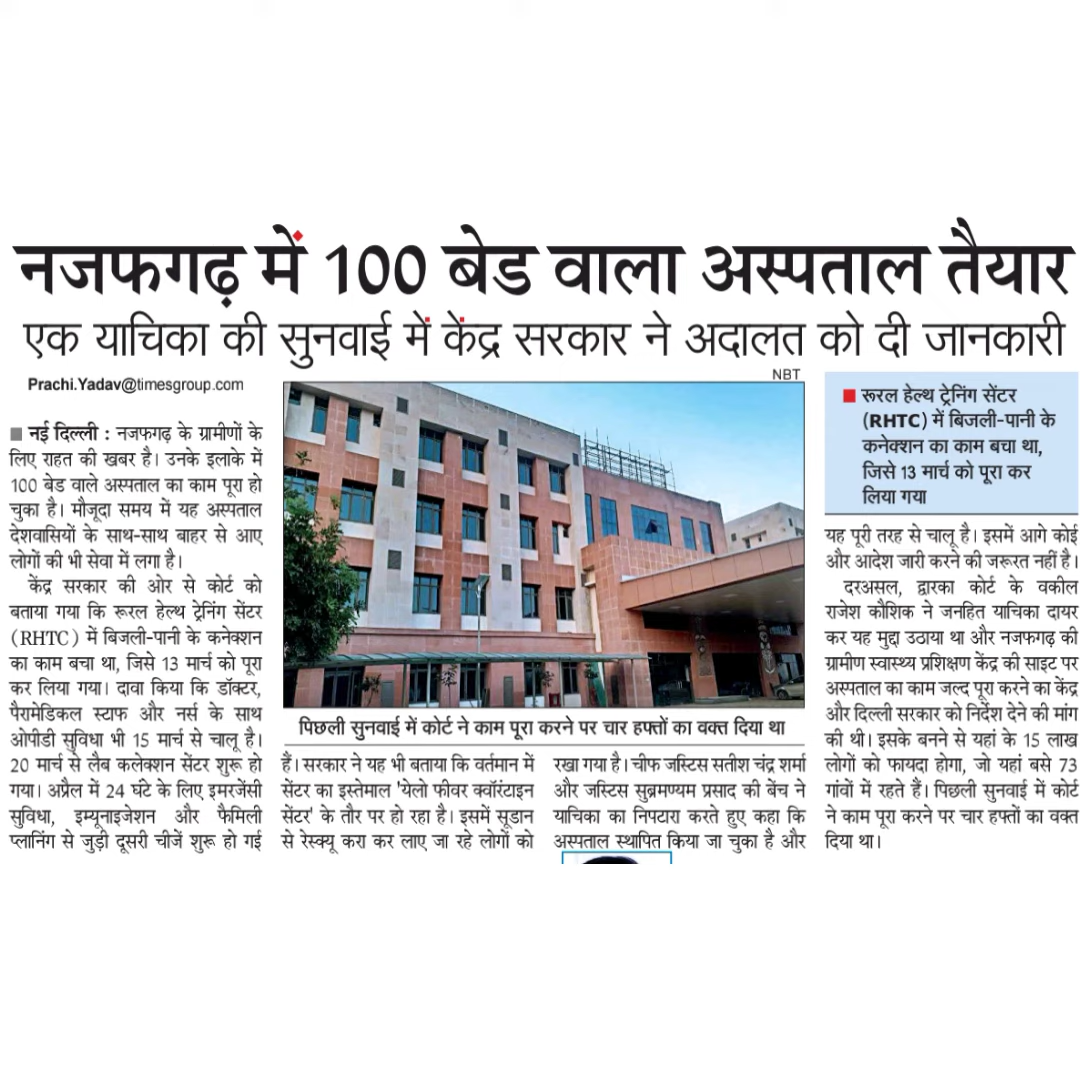 नजफगढ़ में 100 बेड वाला अस्पताल तैयार
एक याचिका की सुनवाई में केंद्र सरकार ने अदालत को दी जानकारी
Prachi.Yadav@timesgroup.com
■ नई दिल्ली : नजफगढ़ के ग्रामीणों के
लिए राहत की खबर है। उनके इलाके में
100 बेड वाले अस्पताल का काम पूरा हो
चुका है। मौजूदा समय में यह अस्पताल
देशवासियों के साथ-साथ बाहर से आए
लोगों की भी सेवा में लगा है।
केंद्र सरकार की ओर से कोर्ट को
बताया गया कि रूरल हेल्थ ट्रेनिंग सेंटर
(RHTC) में बिजली-पानी के कनेक्शन
का काम बचा था, जिसे 13 मार्च को पूरा
कर लिया गया। दावा किया कि डॉक्टर,
पैरामेडिकल स्टाफ और नर्स के साथ
ओपीडी सुविधा भी 15 मार्च से चालू है।
20 मार्च से लैब कलेक्शन सेंटर शुरू हो
गया। अप्रैल में 24 घंटे के लिए इमरजेंसी
सुविधा, इम्यूनाइजेशन और फैमिली
प्लानिंग से जुड़ी दूसरी चीजें शुरू हो गई
NBT
पिछली सुनवाई में कोर्ट ने काम पूरा करने पर चार हफ्तों का वक्त दिया था
हैं। सरकार ने यह भी बताया कि वर्तमान में
सेंटर का इस्तेमाल 'येलो फीवर क्वॉरंटाइन
सेंटर' के तौर पर हो रहा है। इसमें सूडान
से रेस्क्यू करा कर लाए जा रहे लोगों को
रखा गया है। चीफ जस्टिस सतीश चंद्र शर्मा
और जस्टिस सुब्रमण्यम प्रसाद की बेंच ने
याचिका का निपटारा करते हुए कहा कि
अस्पताल स्थापित किया जा चुका है और
■ रूरल हेल्थ ट्रेनिंग सेंटर
(RHTC) में बिजली-पानी के
कनेक्शन का काम बचा था,
जिसे 13 मार्च को पूरा कर
लिया गया
यह पूरी तरह से चालू है। इसमें आगे कोई
और आदेश जारी करने की जरूरत नहीं है।
दरअसल, द्वारका कोर्ट के वकील
राजेश कौशिक ने जनहित याचिका दायर
कर यह मुद्दा उठाया था और नजफगढ़ की
ग्रामीण स्वास्थ्य प्रशिक्षण केंद्र की साइट पर
अस्पताल का काम जल्द पूरा करने का केंद्र
और दिल्ली सरकार को निर्देश देने की मांग
की थी। इसके बनने से यहां के 15 लाख
लोगों को फायदा होगा, जो यहां बसे 73
गांवों में रहते हैं। पिछली सुनवाई में कोर्ट
ने काम पूरा करने पर चार हफ्तों का वक्त
दिया था।